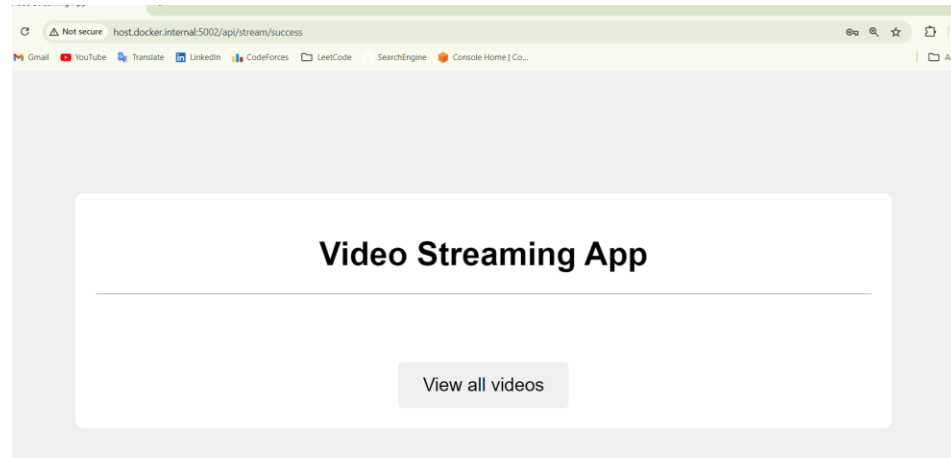 Not secure host.docker.internal:5002/api/stream/success
Gmail YouTube Translate LinkedIn CodeForces LeetCode SearchEngine Console Home | Co...
Video Streaming App
View all videos